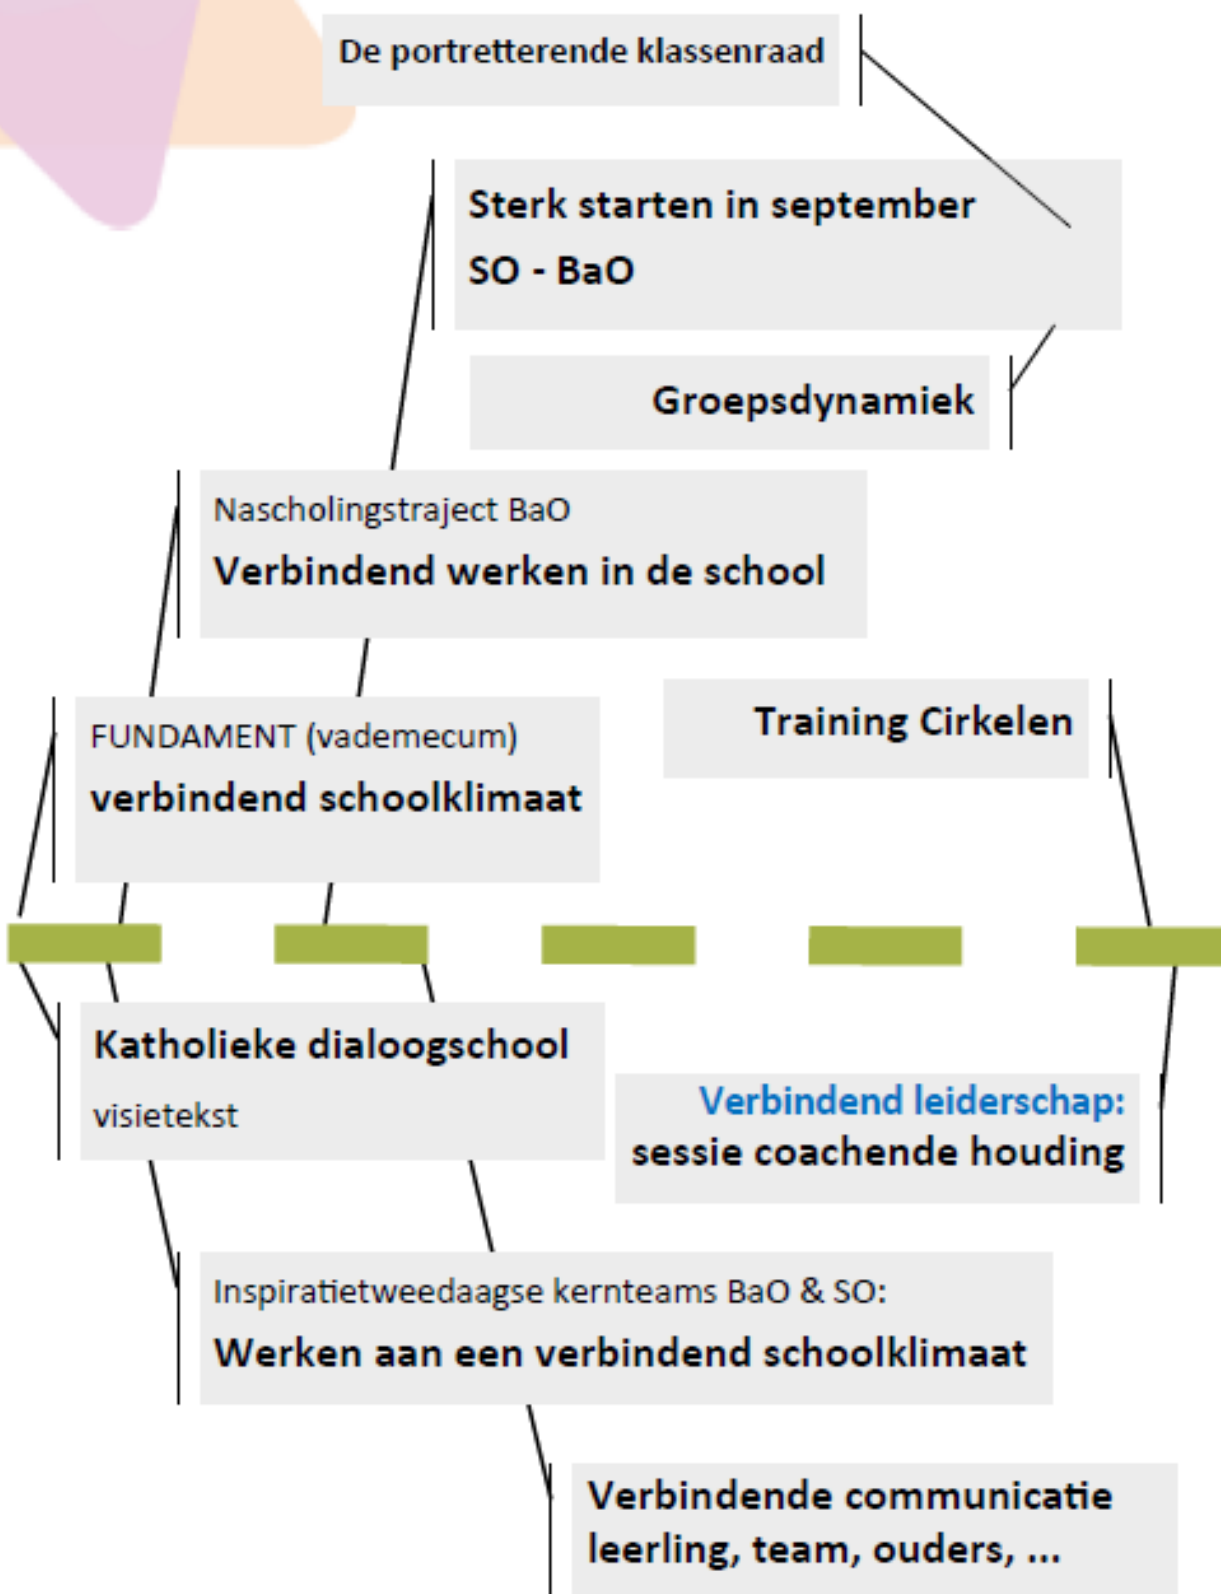 De portretterende klassenraad
Sterk starten in september
SO - BaO
Groepsdynamiek
Nascholingstraject BaO
Verbindend werken in de school
FUNDAMENT (vademecum)
verbindend schoolklimaat
Training Cirkelen
Katholieke dialoogschool
visietekst
Verbindend leiderschap:
sessie coachende houding
Inspiratietweedaagse kernteams BaO & SO:
Werken aan een verbindend schoolklimaat
Verbindende communicatie
leerling, team, ouders, ...